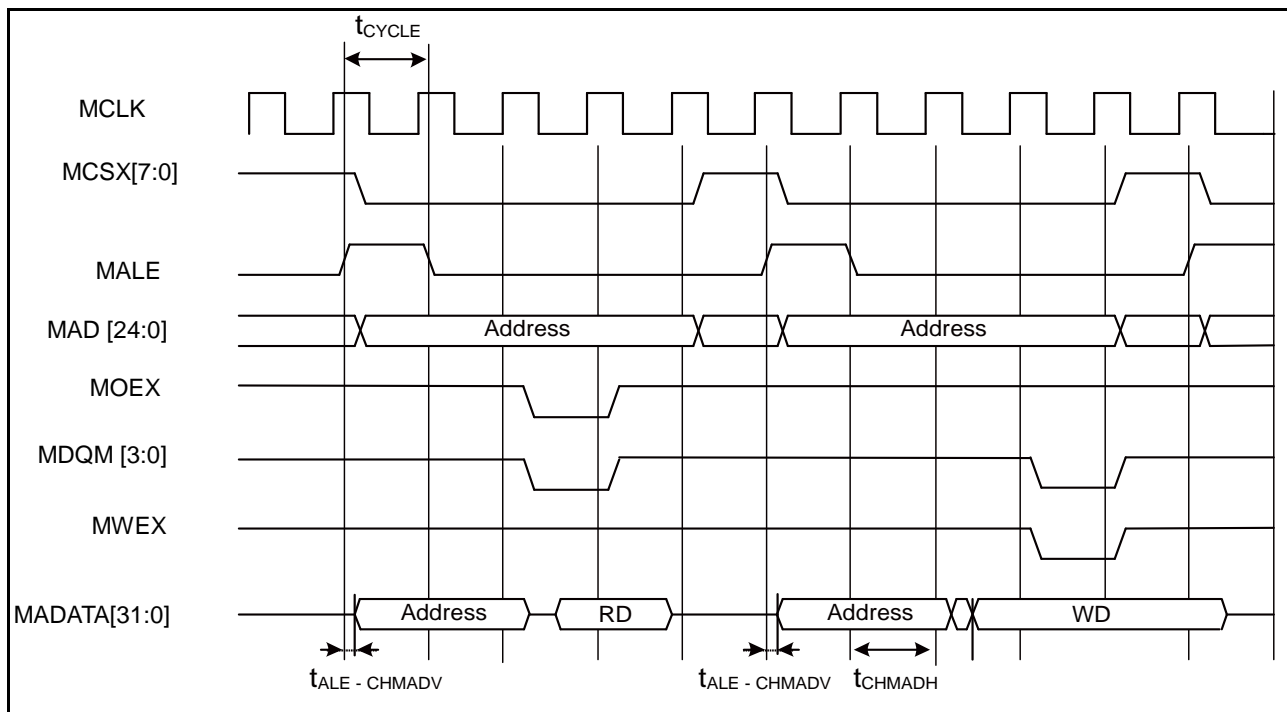 tCYCLE
MCLK
MCSX[7:0]
MALE
MAD [24:0] Address Address
MOEX
MDQM [3:0]
MWEX
MADATA[31:0] Address RD Address WD
tALE - CHMADV tALE - CHMADV tCHMADH